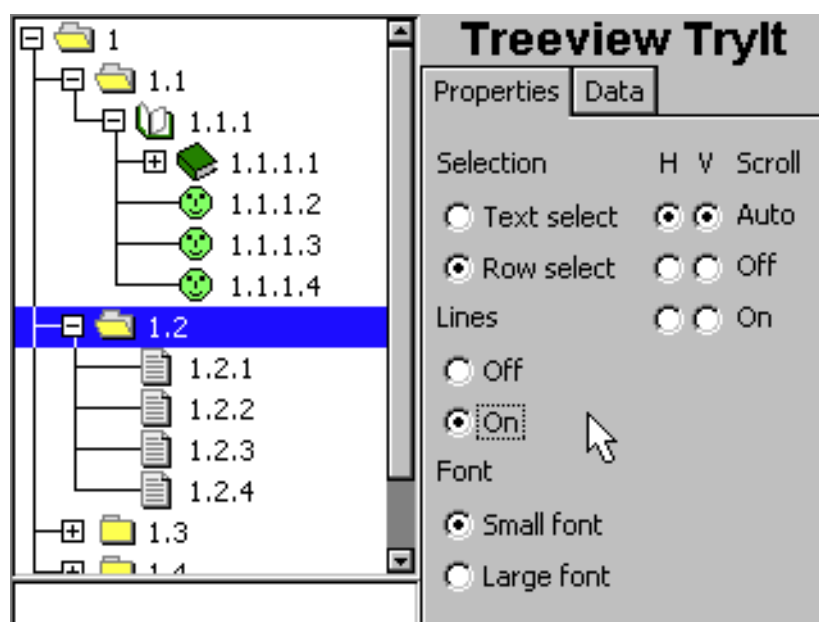 1
1.1
1.1.1
1.1.1.1
1.1.1.2
1.1.1.3
1.1.1.4
1.2
1.2.1
1.2.2
1.2.3
1.2.4
1.3
1.4
Treeview TryIt
Properties Data
Selection H V Scroll
Text select Auto
Row select Off
Lines On
Off
On
Font
Small font
Large font